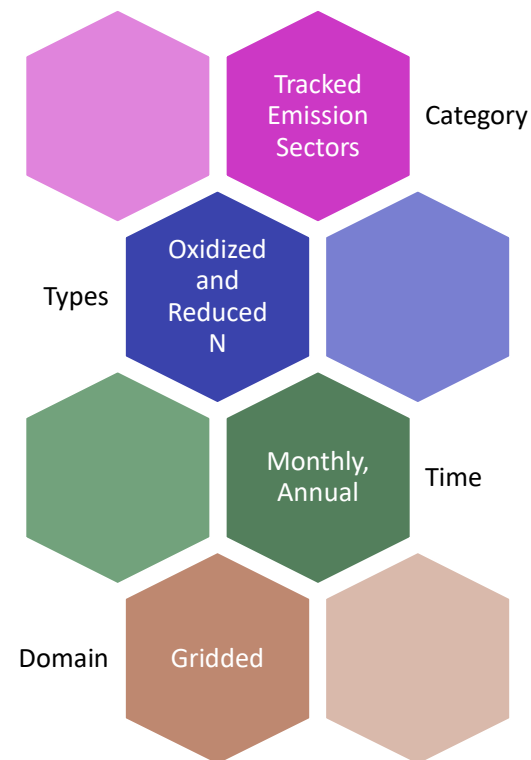 Tracked
Emission
Sectors
Category
Types
Oxidized
and
Reduced
N
Monthly,
Annual
Time
Domain
Gridded